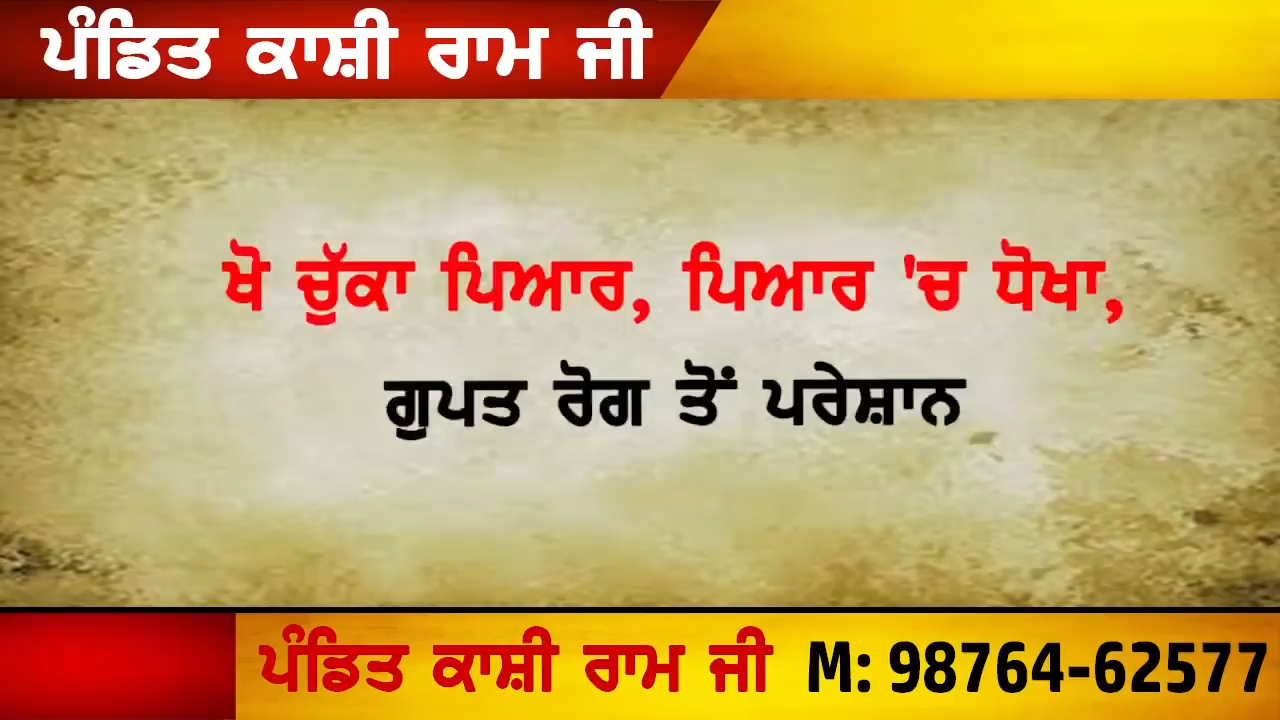 ਪੰਡਿਤ ਕਾਸ਼ੀ ਰਾਮ ਜੀ
ਖੋ ਚੁੱਕਾ ਪਿਆਰ, ਪਿਆਰ 'ਚ ਧੋਖਾ,
ਗੁਪਤ ਰੋਗ ਤੋਂ ਪਰੇਸ਼ਾਨ
ਪੰਡਿਤ ਕਾਸ਼ੀ ਰਾਮ ਜੀ M: 98764-62577